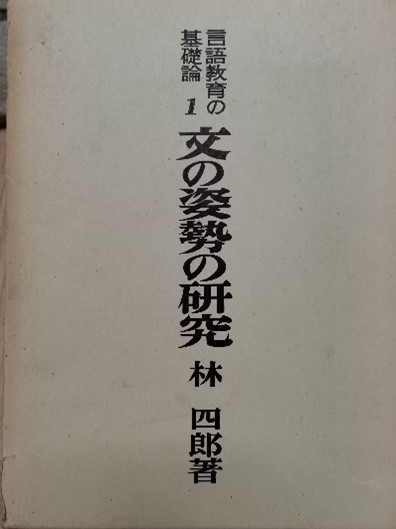 言語教育の
基礎論1
文の姿勢の研究
林四郎著